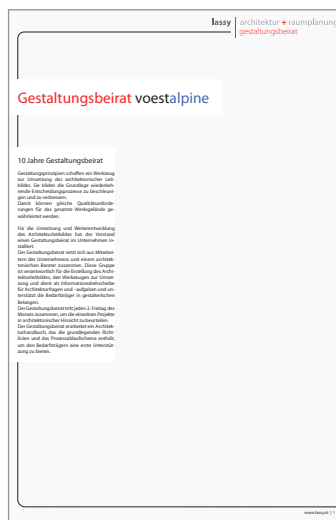 lassy architektur + raumplanung
gestaltungsbeirat
Gestaltungsbeirat voestalpine
10 Jahre Gestaltungsbeirat
Gestaltungsprinzipien schaffen ein Werkzeug
zur Umsetzung des architektonischer Leit-
bildes. Sie bilden die Grundlage wiederkeh-
rende Entscheidungsprozesse zu beschleuni-
gen und zu verbessern.
Damit können gleiche Qualitätsanforde-
rungen für das gesamte Werksgelände ge-
währleistet werden.
Für die Umsetzung und Weiterentwicklung
des Architekturleitbildes hat der Vorstand
einen Gestaltungsbeirat im Unternehmen in-
stalliert.
Der Gestaltungsbeirat setzt sich aus Mitarbei-
tern des Unternehmens und einem architek-
tonischen Berater zusammen. Diese Gruppe
ist verantwortlich für die Erstellung des Archi-
tekturleitbildes, den Werkzeugen zur Umset-
zung und dient als Informationsdrehscheibe
für Architekturfragen und -aufgaben und un-
terstützt die Bedarfsträger in gestalterischen
Belangen.
Der Gestaltungsbeirat tritt jeden 2. Freitag des
Monats zusammen, um die einzelnen Projekte
in architektonischer Hinsicht zu beurteilen.
Der Gestaltungsbeirat erarbeitet ein Architek-
turhandbuch, das die grundlegenden Richt-
linien und das Prozessablaufschema enthält,
um den Bedarfsträgern eine erste Unterstüt-
zung zu bieten.
www.lassy.at | 1